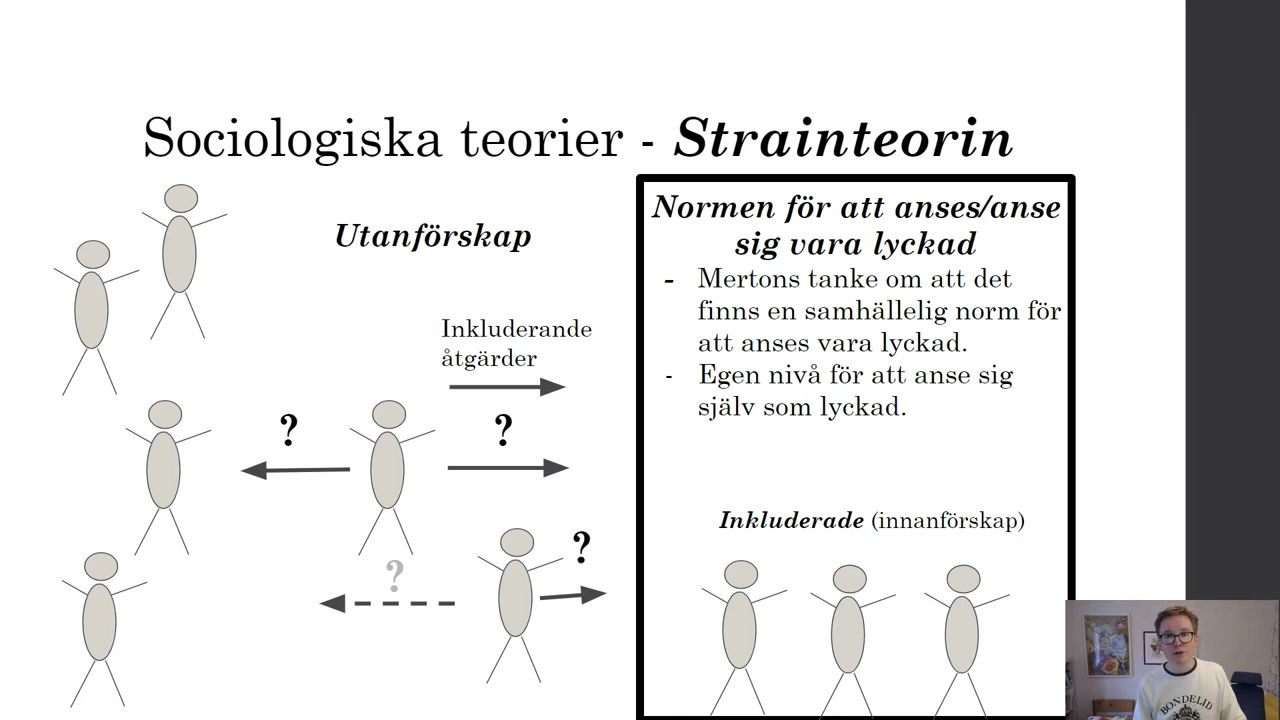 Sociologiska teorier - Strainteorin
Utanförskap
Inkluderande
åtgärder
?
?
?
?
Normen för att anses/anse
sig vara lyckad
- Mertons tanke om att det
finns en samhällelig norm för
att anses vara lyckad.
- Egen nivå för att anse sig
själv som lyckad.
Inkluderade (innanförskap)
BONDELID